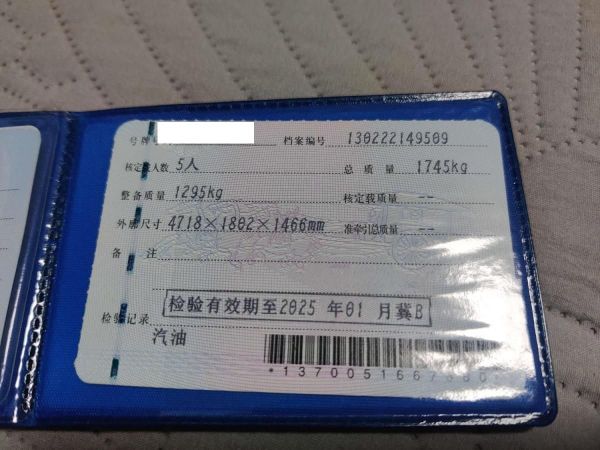 号牌号 档案编号 130222149509
核定载人数 5人 总质量 1745kg
整备质量 1295kg 核定载质量 --
外廓尺寸 4718×1802×1466mm 准牵引总质量 --
备注
检验有效期至2025年01月冀B
检验记录
汽油